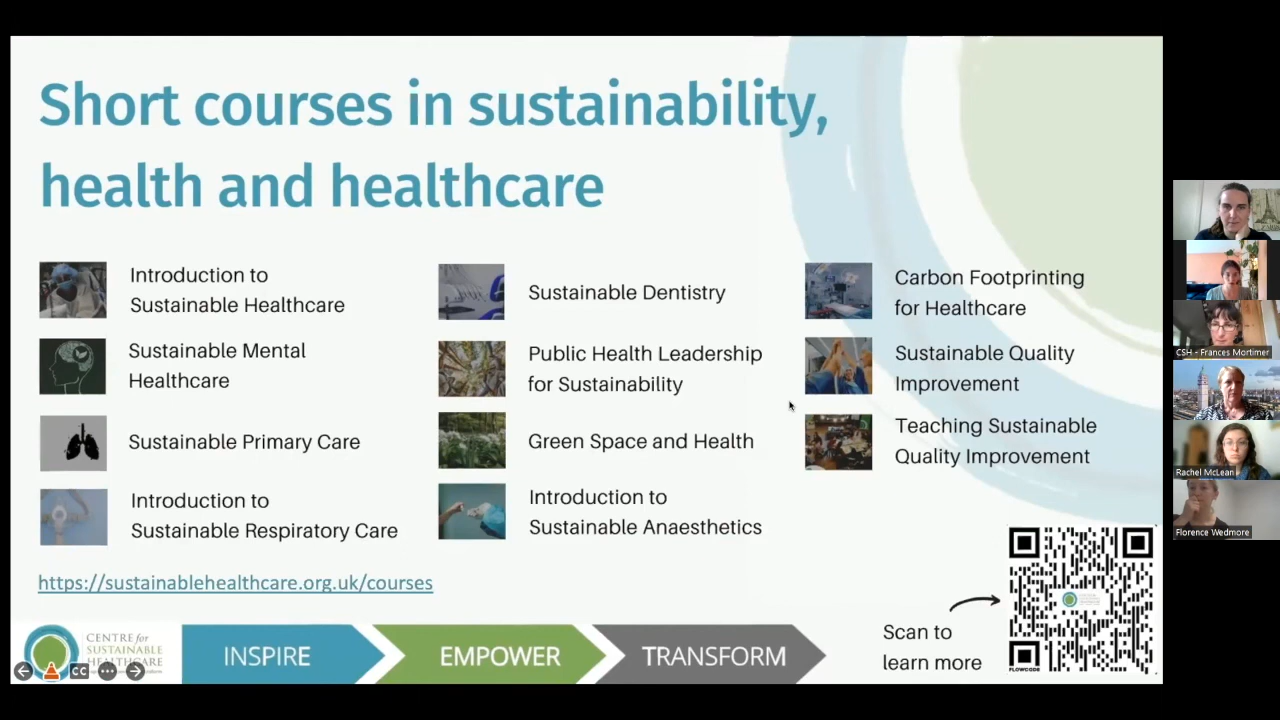 Short courses in sustainability,
health and healthcare
Introduction to
Sustainable Healthcare
Sustainable Mental
Healthcare
Sustainable Primary Care
Introduction to
Sustainable Respiratory Care
Sustainable Dentistry
Public Health Leadership
for Sustainability
Green Space and Health
Introduction to
Sustainable Anaesthetics
Carbon Footprinting
for Healthcare
Sustainable Quality
Improvement
Teaching Sustainable
Quality Improvement
https://sustainablehealthcare.org.uk/courses
Scan to
learn more
FLOWCODE
CENTRE for
SUSTAINABLE
HEALTHCARE
CC
INSPIRE
EMPOWER
TRANSFORM
CSH - Frances Mortimer
Rachel McLean
Florence Wedmore